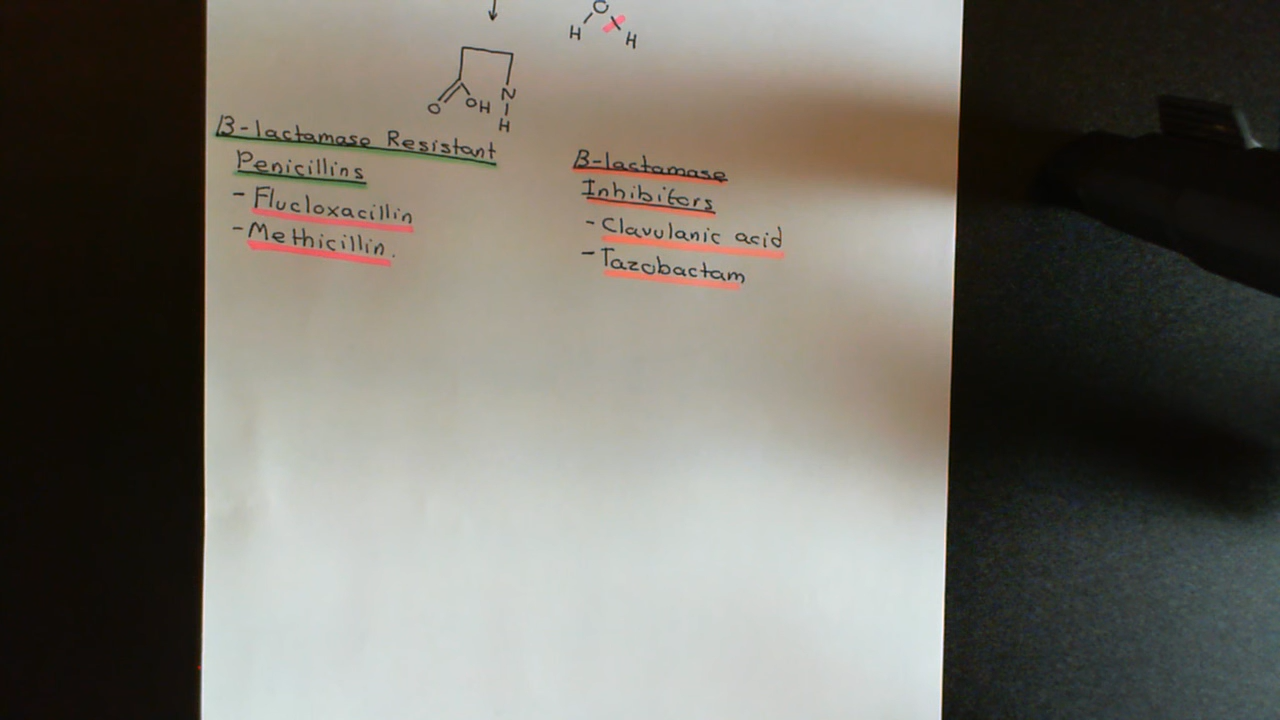 O
H
H
O
OH
N
H
β-lactamase Resistant
Penicillins
- Flucloxacillin
- Methicillin.
β-lactamase
Inhibitors
- Clavulanic acid
- Tazobactam